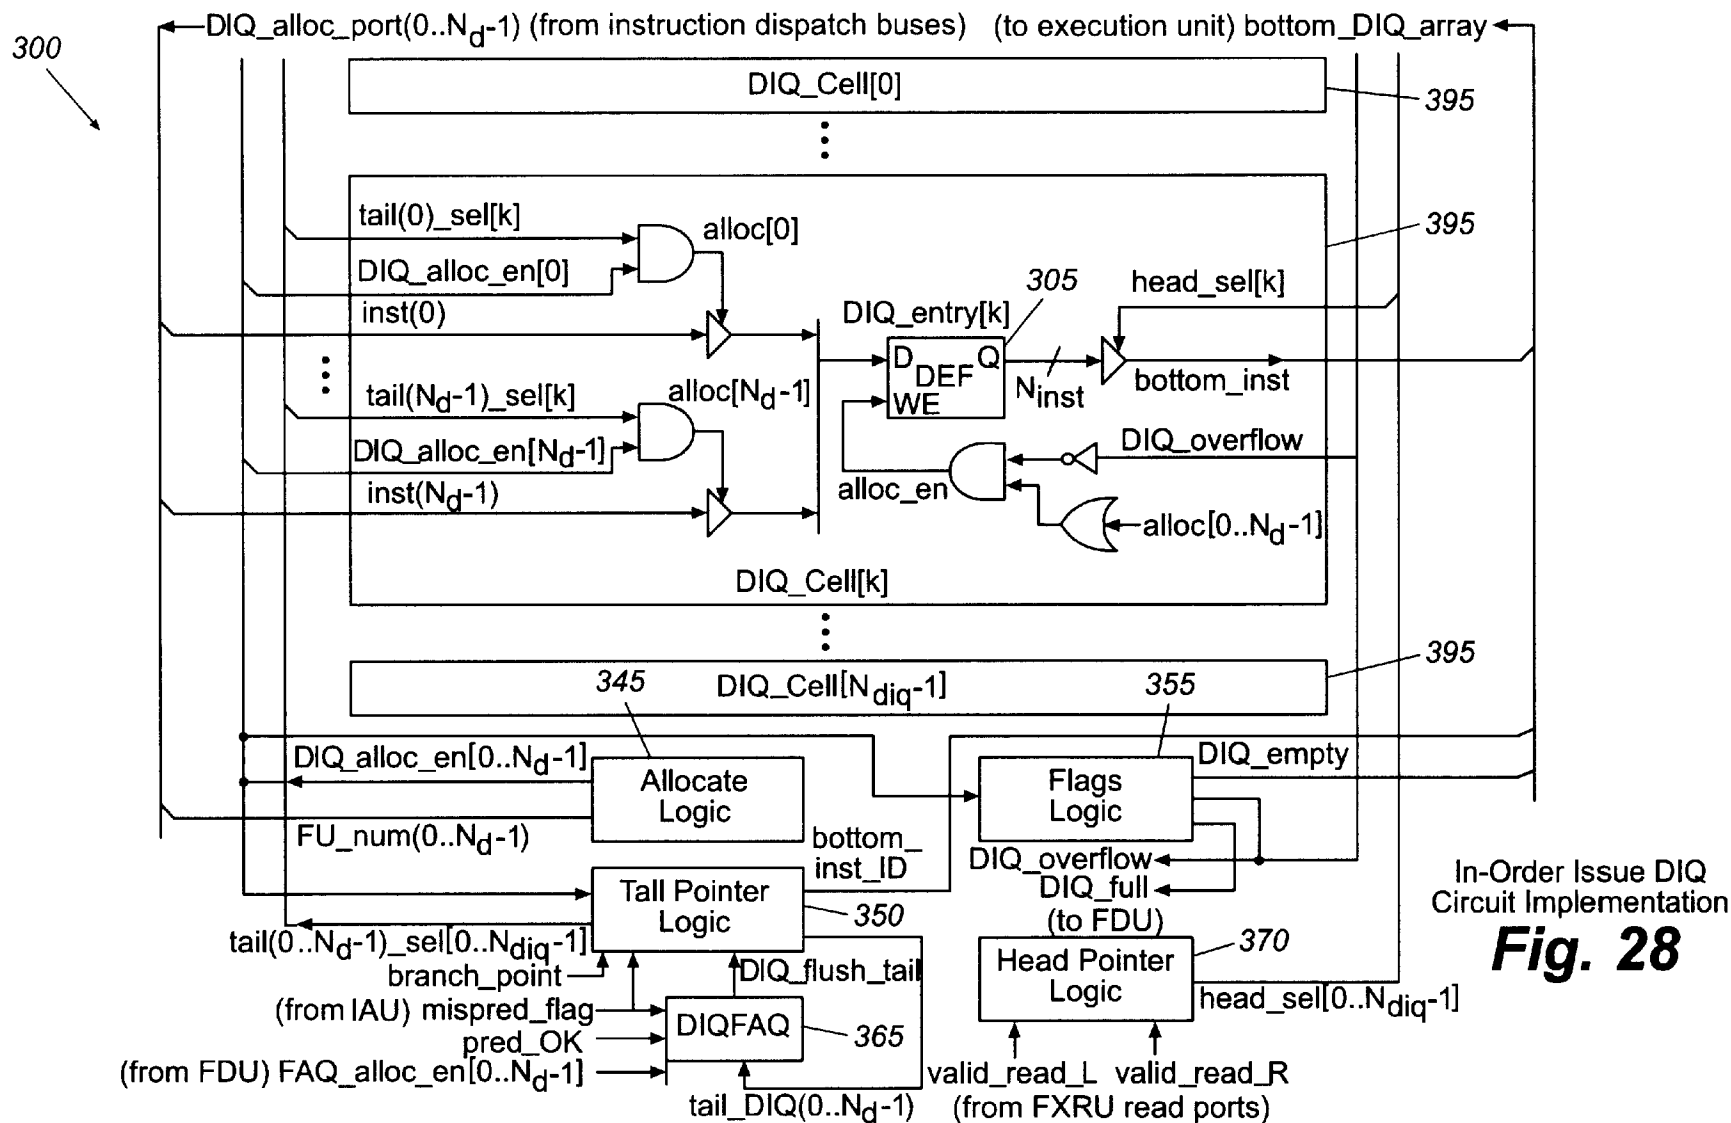 DIQ_alloc_port(0..Nd-1) (from instruction dispatch buses) (to execution unit) bottom_DIQ_array
300
DIQ_Cell[0]
395
tail(0)_sel[k]
alloc[0]
395
DIQ_alloc_en[0]
inst(0)
305
head_sel[k]
DIQ_entry[k]
D Q
DEF
WE
Ninst
bottom_inst
tail(Nd-1)_sel[k]
alloc[Nd-1]
DIQ_alloc_en[Nd-1]
DIQ_overflow
inst(Nd-1)
alloc_en
alloc[0..Nd-1]
DIQ_Cell[k]
395
345
DIQ_Cell[Ndiq-1]
355
DIQ_alloc_en[0..Nd-1]
Allocate
Logic
Flags
Logic
DIQ_empty
FU_num(0..Nd-1)
bottom_
inst_ID
DIQ_overflow
DIQ_full
(to FDU)
Tall Pointer
Logic
350
tail(0..Nd-1)_sel[0..Ndiq-1]
branch_point
DIQ_flush_tail
Head Pointer
Logic
370
head_sel[0..Ndiq-1]
(from IAU) mispred_flag
DIQFAQ
365
pred_OK
(from FDU) FAQ_alloc_en[0..Nd-1]
tail_DIQ(0..Nd-1)
valid_read_L valid_read_R
(from FXRU read ports)
In-Order Issue DIQ
Circuit Implementation
Fig. 28